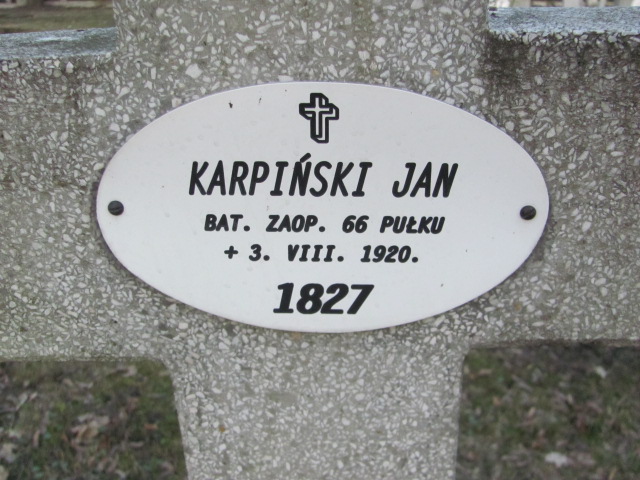 KARPIŃSKI JAN
BAT. ZAOP. 66 PUŁKU
+ 3. VIII. 1920.
1827